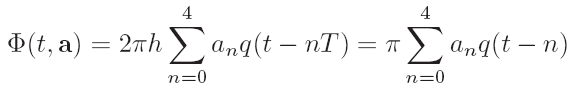 Φ(t, a) = 2πh ∑_{n=0}^{4} a_n q(t − nT) = π ∑_{n=0}^{4} a_n q(t − n)